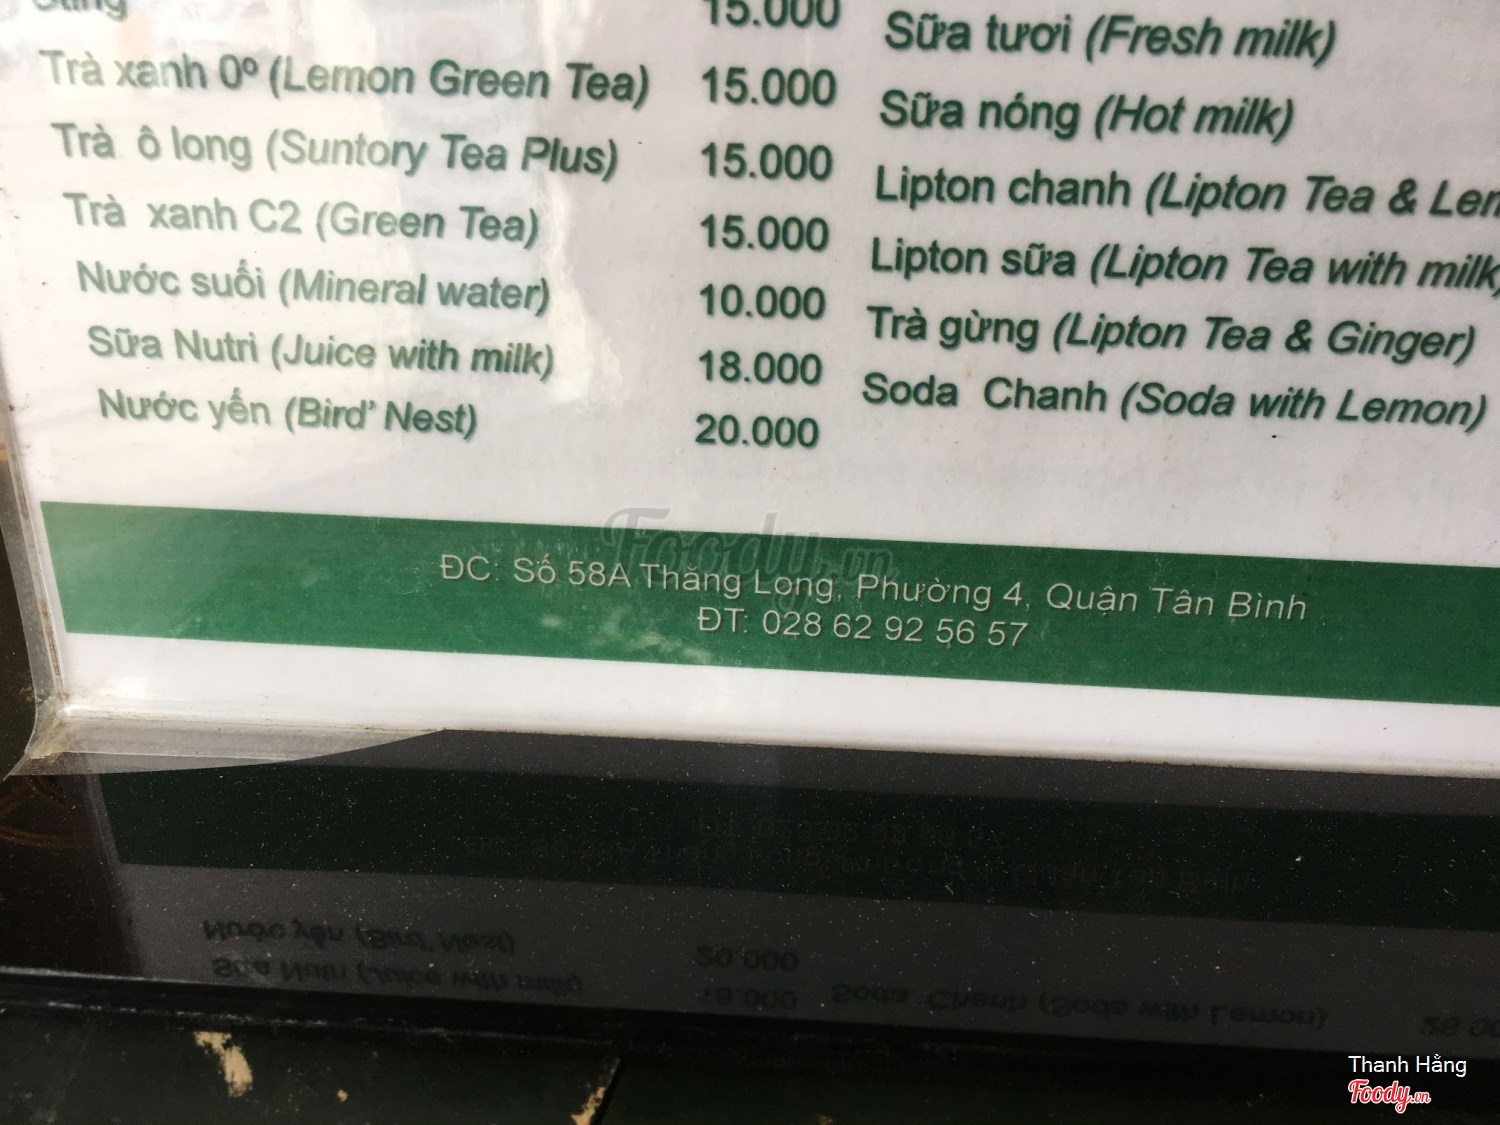 15.000
Trà xanh 0º (Lemon Green Tea) 15.000
Trà ô long (Suntory Tea Plus) 15.000
Trà xanh C2 (Green Tea) 15.000
Nước suối (Mineral water) 10.000
Sữa Nutri (Juice with milk) 18.000
Nước yến (Bird' Nest) 20.000
Sữa tươi (Fresh milk)
Sữa nóng (Hot milk)
Lipton chanh (Lipton Tea &
Lipton sữa (Lipton Tea with milk)
Trà gừng (Lipton Tea & Ginger)
Soda Chanh (Soda with Lemon)
Foody.vn
ĐC: Số 58A Thăng Long, Phường 4, Quận Tân Bình
ĐT: 028 62 92 56 57
Thanh Hằng
Foody.vn